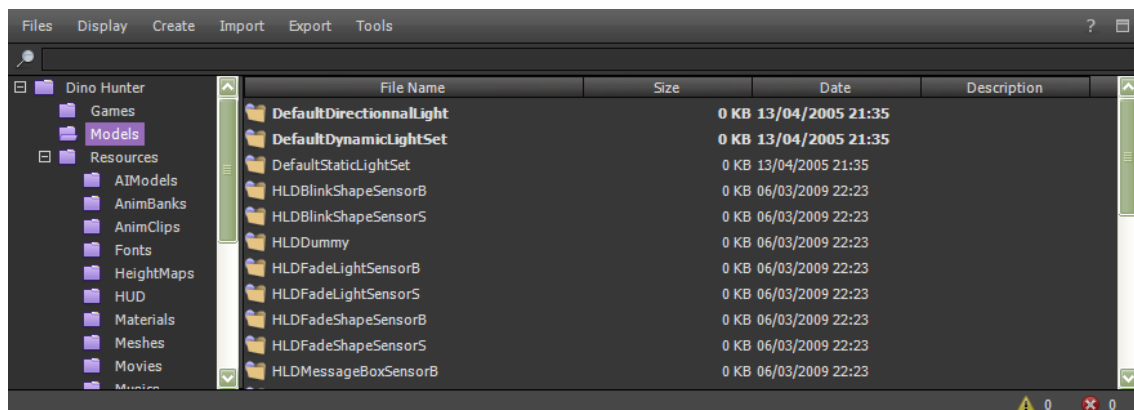 Files Display Create Import Export Tools ?
File Name Size Date Description
Dino Hunter
Games
Models
Resources
AIModels
AnimBanks
AnimClips
Fonts
HeightMaps
HUD
Materials
Meshes
Movies
DefaultDirectionnalLight 0 KB 13/04/2005 21:35
DefaultDynamicLightSet 0 KB 13/04/2005 21:35
DefaultStaticLightSet 0 KB 13/04/2005 21:35
HLDBlinkShapeSensorB 0 KB 06/03/2009 22:23
HLDBlinkShapeSensorS 0 KB 06/03/2009 22:23
HLDDummy 0 KB 06/03/2009 22:23
HLDFadeLightSensorB 0 KB 06/03/2009 22:23
HLDFadeLightSensorS 0 KB 06/03/2009 22:23
HLDFadeShapeSensorB 0 KB 06/03/2009 22:23
HLDFadeShapeSensorS 0 KB 06/03/2009 22:23
HLDMessageBoxSensorB 0 KB 06/03/2009 22:23
0 0